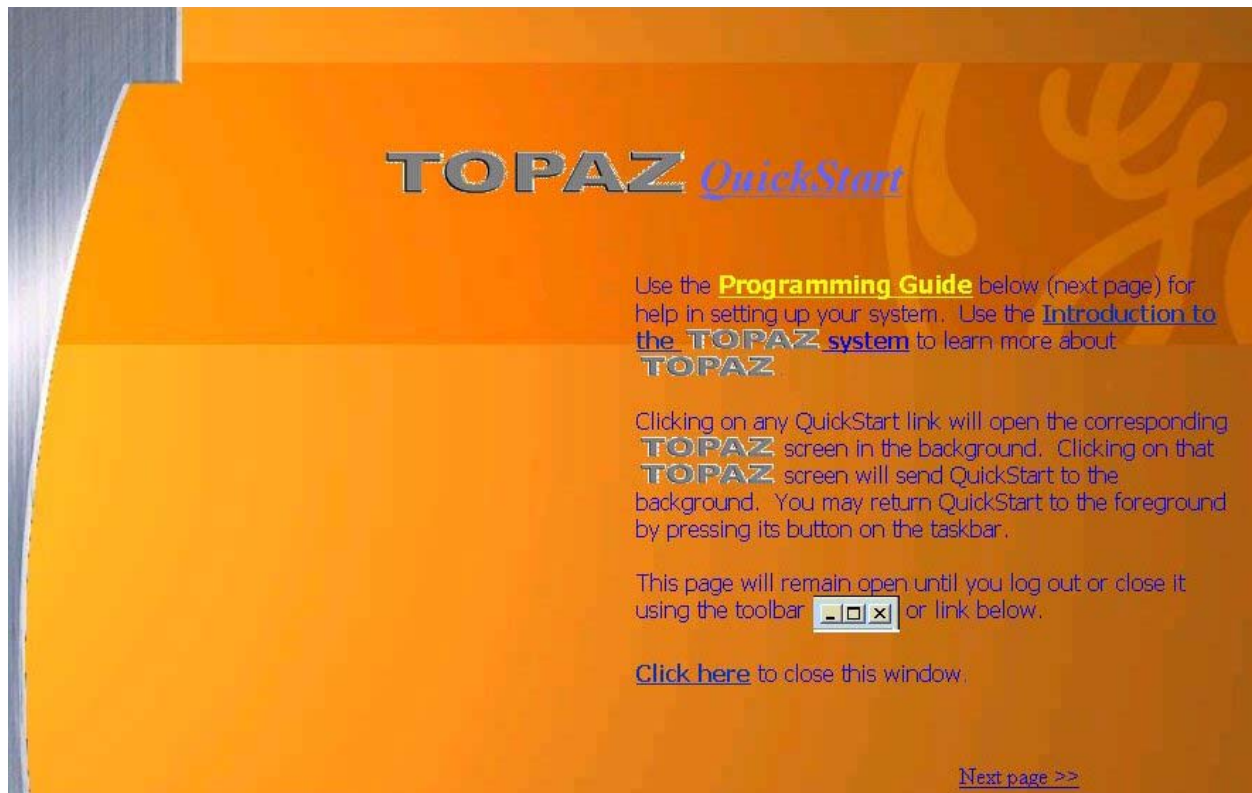 TOPAZ QuickStart
Use the Programming Guide below (next page) for
help in setting up your system. Use the Introduction to
the TOPAZ system to learn more about
TOPAZ
Clicking on any QuickStart link will open the corresponding
TOPAZ screen in the background. Clicking on that
TOPAZ screen will send QuickStart to the
background. You may return QuickStart to the foreground
by pressing its button on the taskbar.
This page will remain open until you log out or close it
using the toolbar or link below.
Click here to close this window.
Next page >>